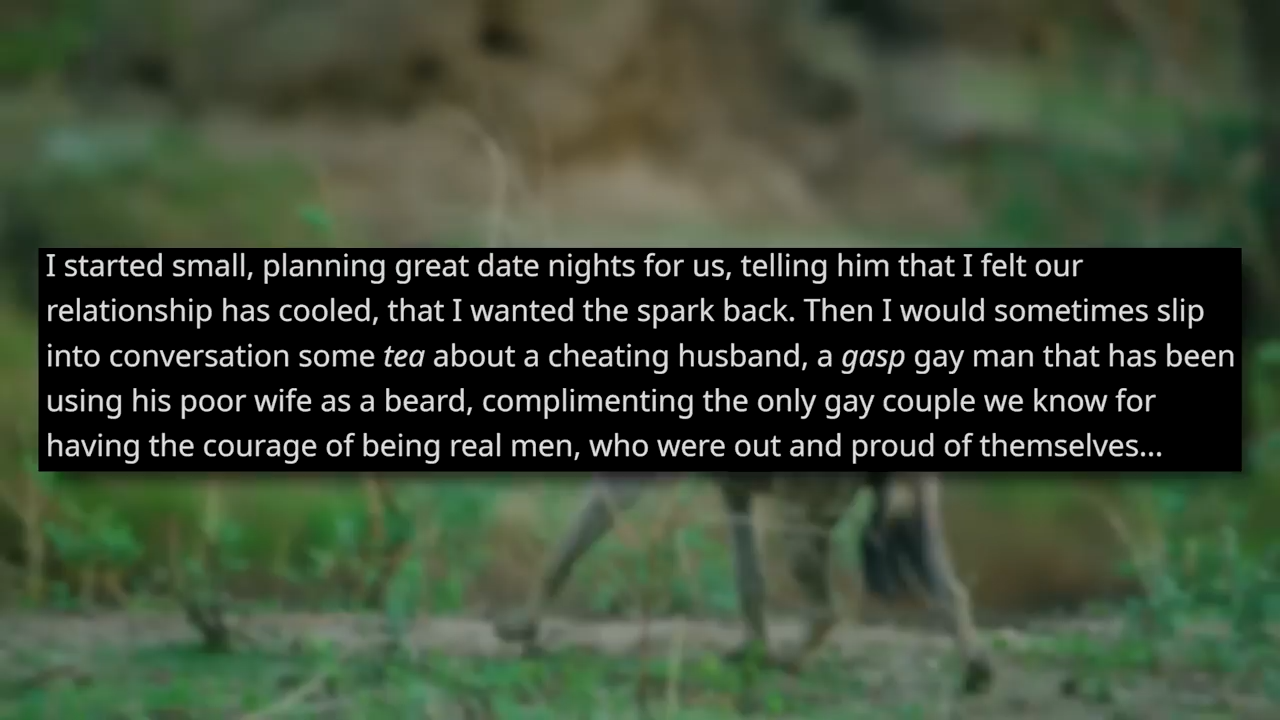 I started small, planning great date nights for us, telling him that I felt our
relationship has cooled, that I wanted the spark back. Then I would sometimes slip
into conversation some tea about a cheating husband, a gasp gay man that has been
using his poor wife as a beard, complimenting the only gay couple we know for
having the courage of being real men, who were out and proud of themselves...